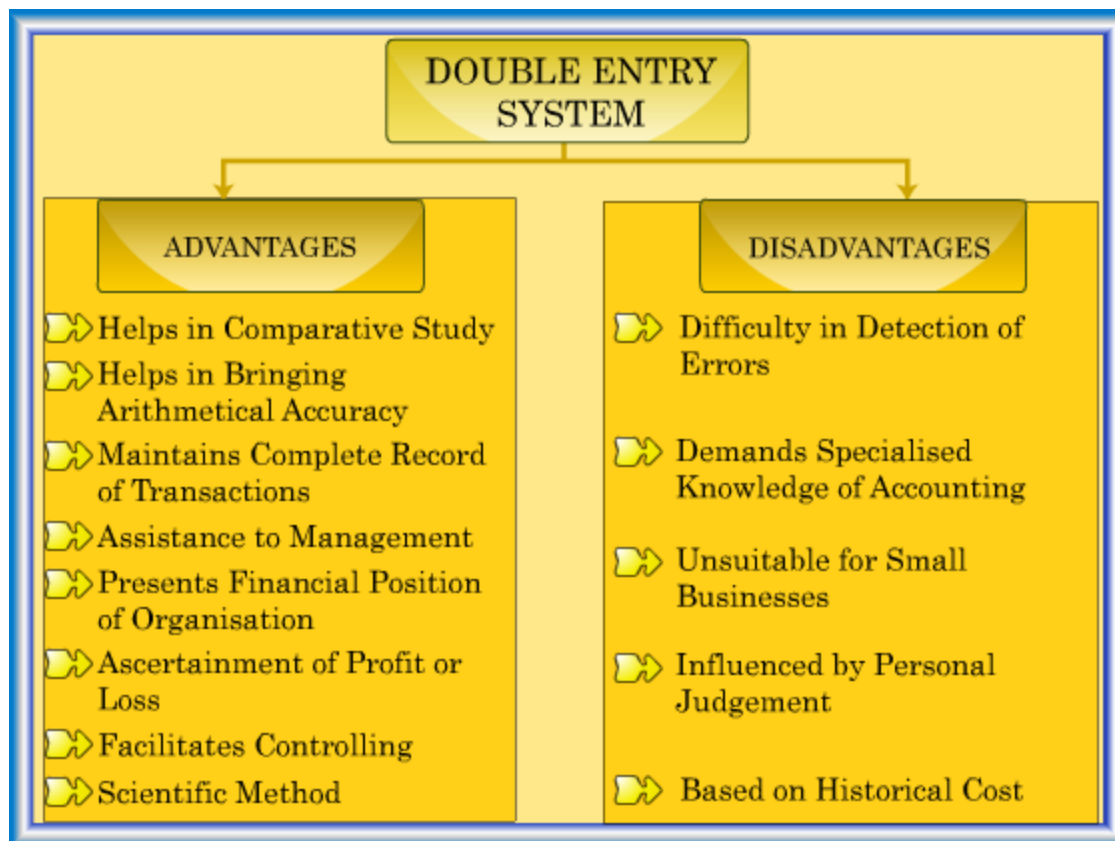 DOUBLE ENTRY
SYSTEM
ADVANTAGES
Helps in Comparative Study
Helps in Bringing
Arithmetical Accuracy
Maintains Complete Record
of Transactions
Assistance to Management
Presents Financial Position
of Organisation
Ascertainment of Profit or
Loss
Facilitates Controlling
Scientific Method
DISADVANTAGES
Difficulty in Detection of
Errors
Demands Specialised
Knowledge of Accounting
Unsuitable for Small
Businesses
Influenced by Personal
Judgement
Based on Historical Cost